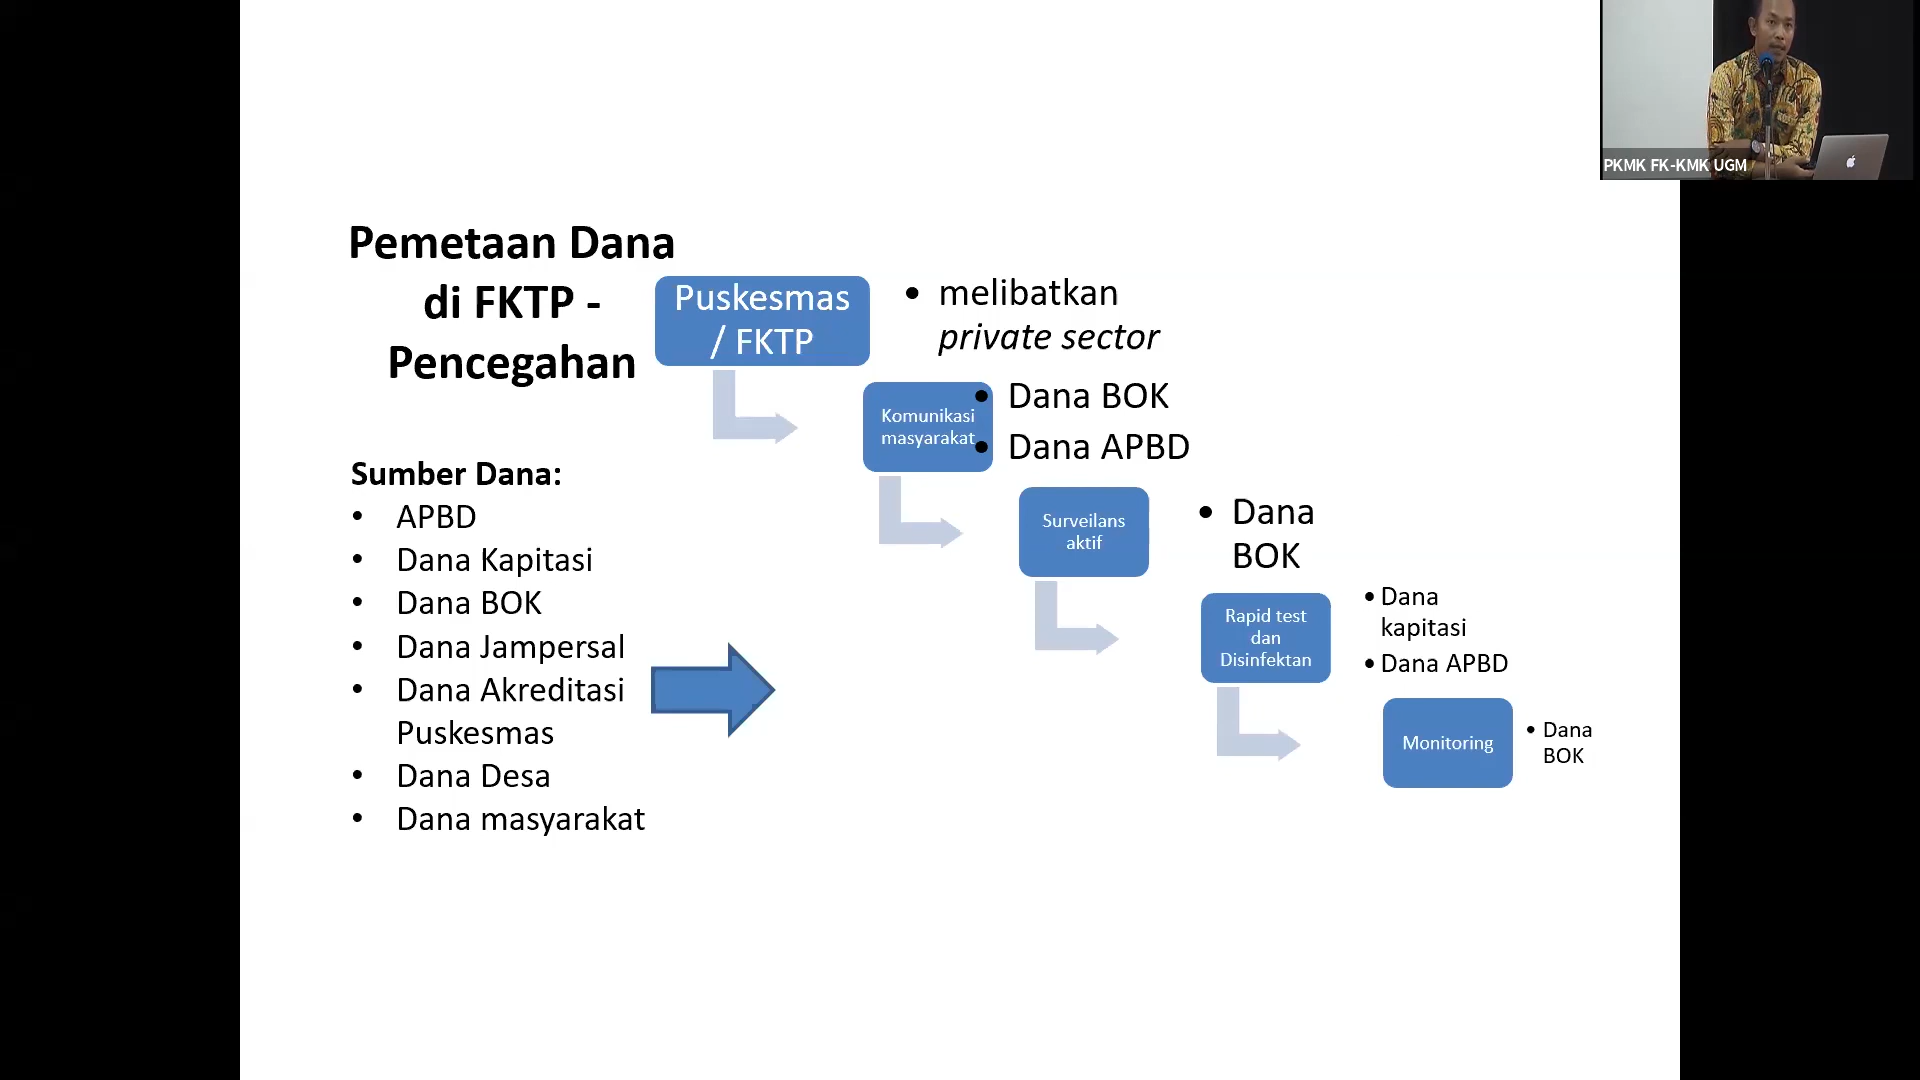 PKMK FK-KMK UGM
Pemetaan Dana
di FKTP -
Pencegahan
Sumber Dana:
• APBD
• Dana Kapitasi
• Dana BOK
• Dana Jampersal
• Dana Akreditasi
Puskesmas
• Dana Desa
• Dana masyarakat
Puskesmas
/ FKTP
• melibatkan
private sector
Komunikasi
masyarakat
• Dana BOK
• Dana APBD
Surveilans
aktif
• Dana
BOK
Rapid test
dan
Disinfektan
• Dana
kapitasi
• Dana APBD
Monitoring
• Dana
BOK